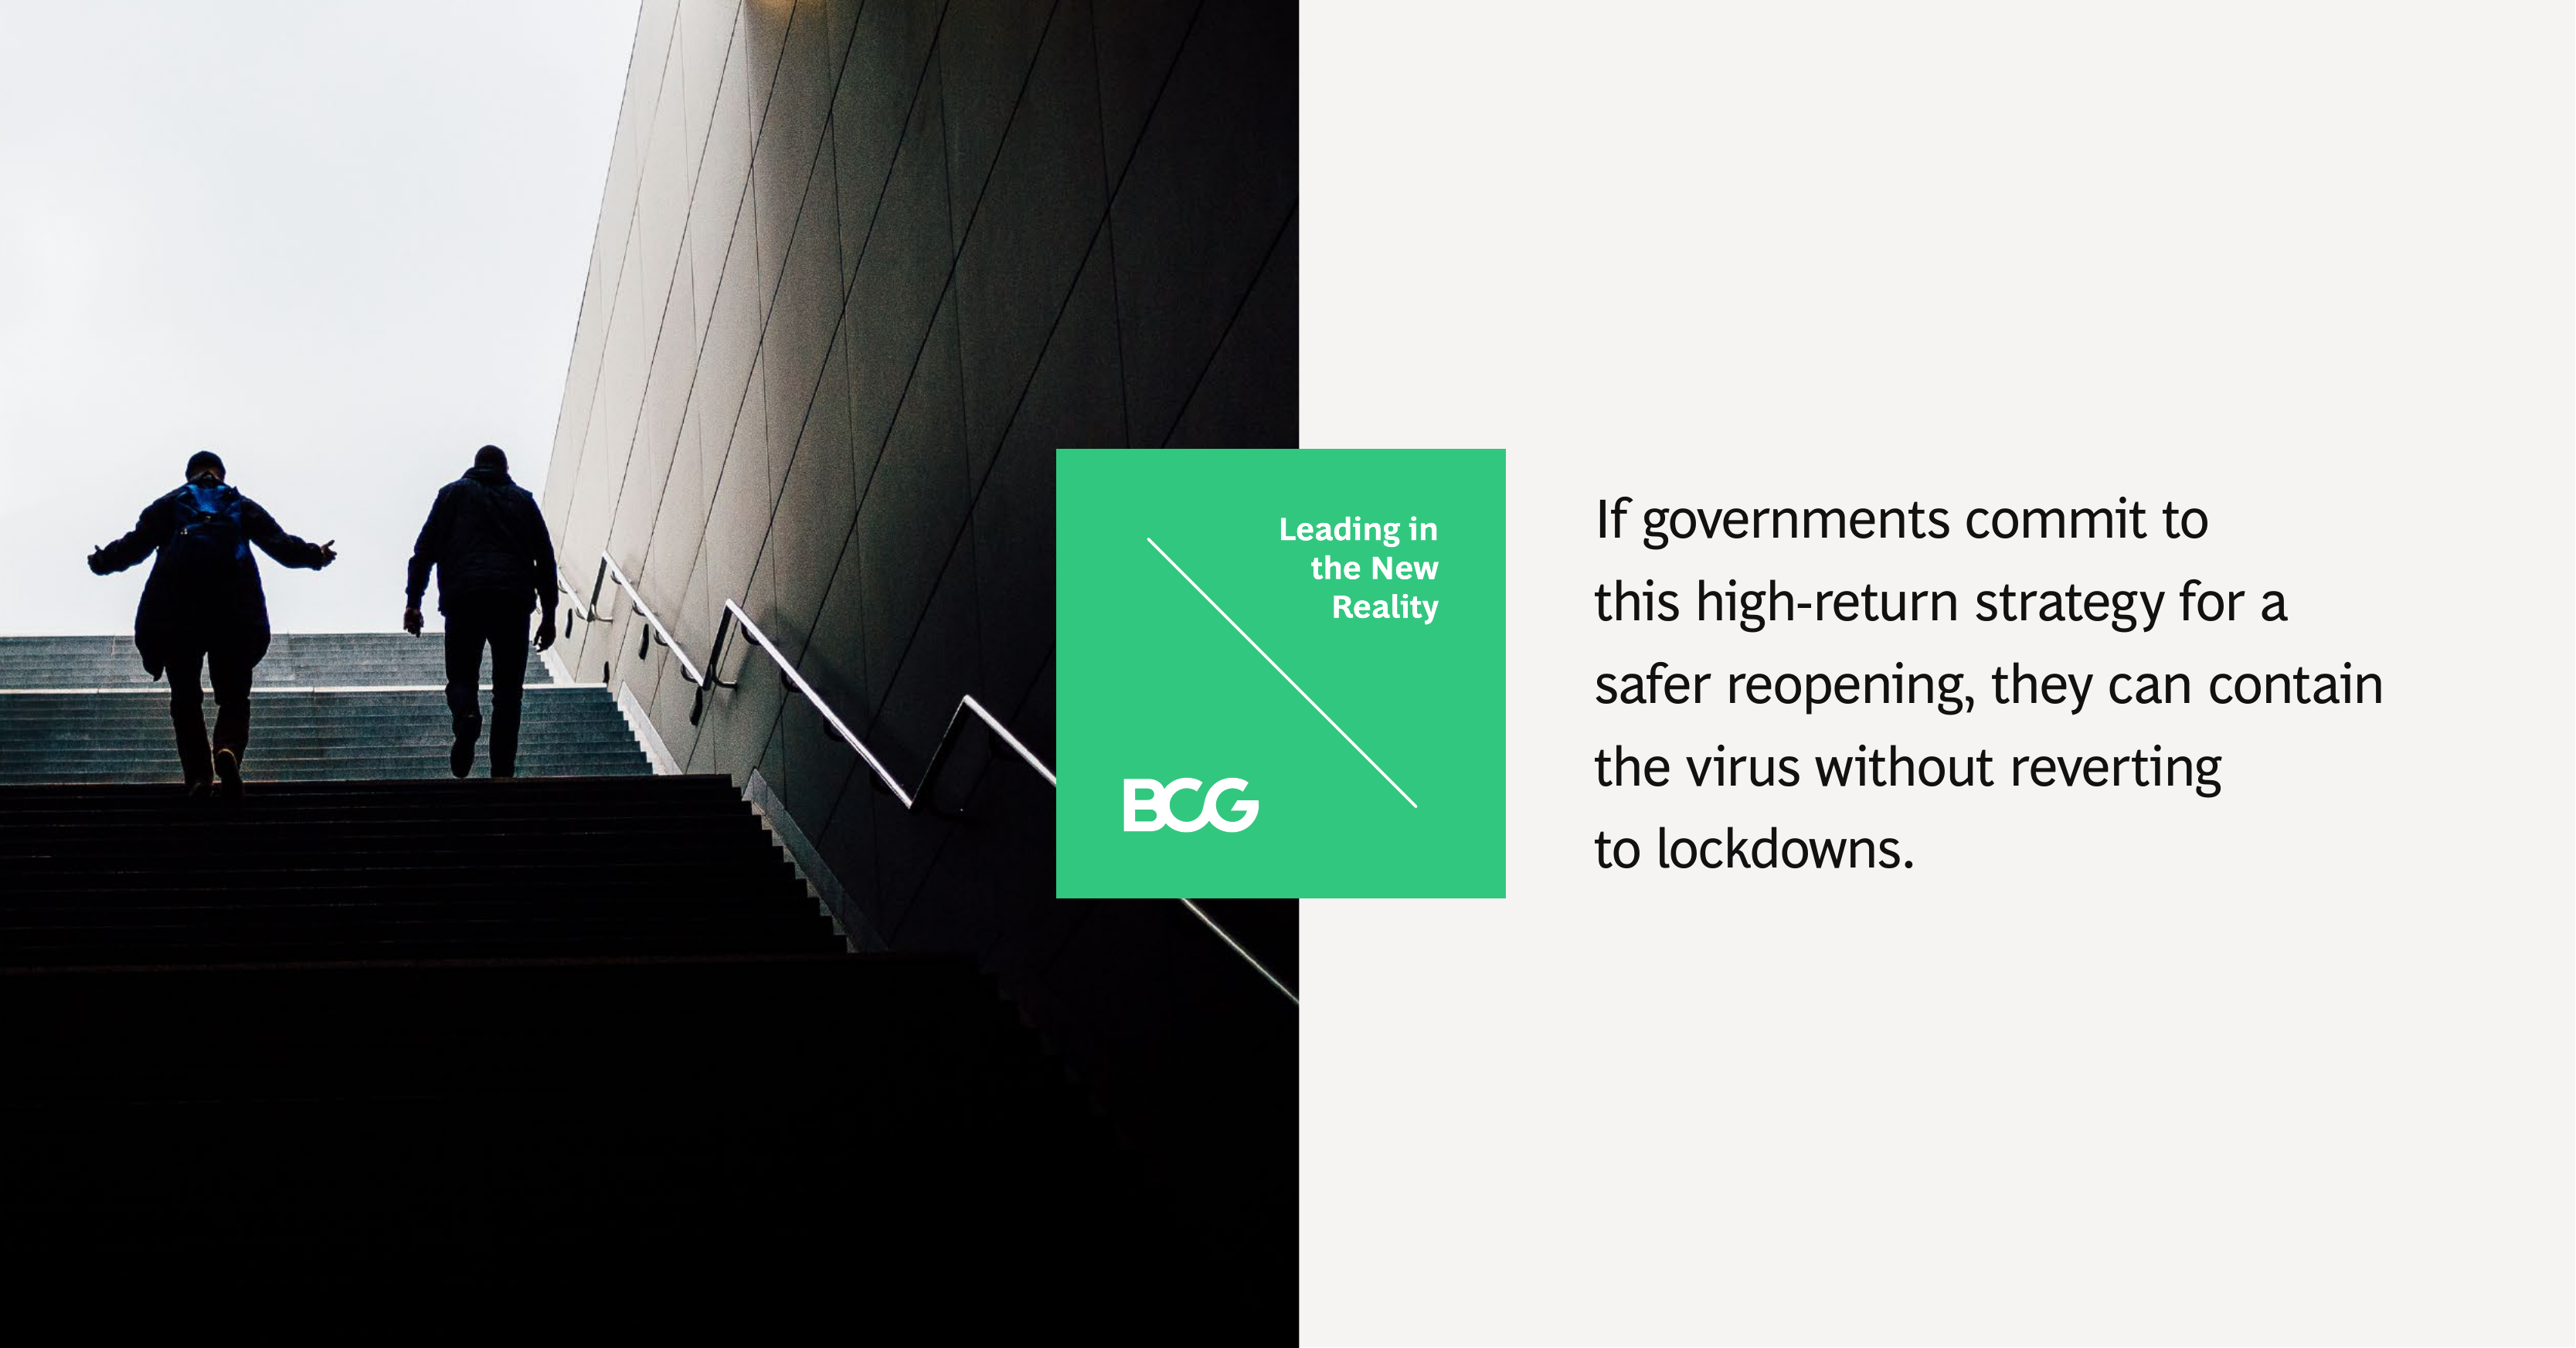 Leading in
the New
Reality
BCG
If governments commit to
this high-return strategy for a
safer reopening, they can contain
the virus without reverting
to lockdowns.